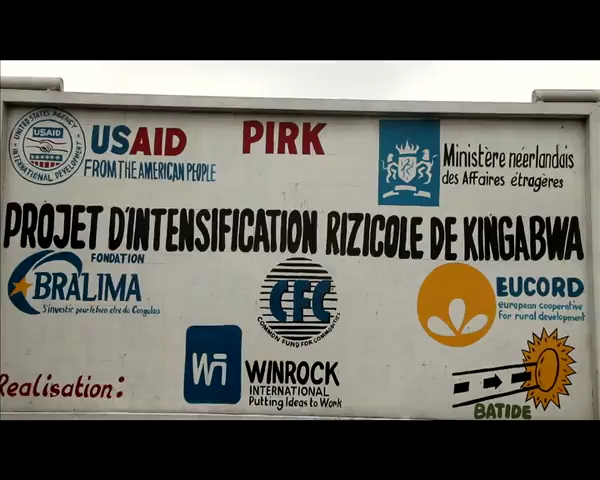 UNITED STATES AGENCY
USAID
INTERNATIONAL DEVELOPMENT
USAID
FROM THE AMERICAN PEOPLE
PIRK
Ministère néerlandais
des Affaires étragères
PROJET D'INTENSIFICATION RIZICOLE DE KINGABWA
FONDATION
BRALIMA
S'investir pour le bien etre du Congolais
CFC
COMMON FUND FOR COMMODITIES
EUCORD
european cooperative
for rural development
Wi
WINROCK
INTERNATIONAL
Putting Ideas to Work
Realisation:
BATIDE